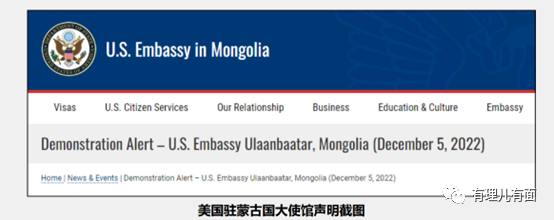 U.S. Embassy in Mongolia
Visas U.S. Citizen Services Our Relationship Business Education & Culture Embassy
Demonstration Alert – U.S. Embassy Ulaanbaatar, Mongolia (December 5, 2022)
Home | News & Events | Demonstration Alert – U.S. Embassy Ulaanbaatar, Mongolia (December 5, 2022)
有理儿有面
美国驻蒙古国大使馆声明截图